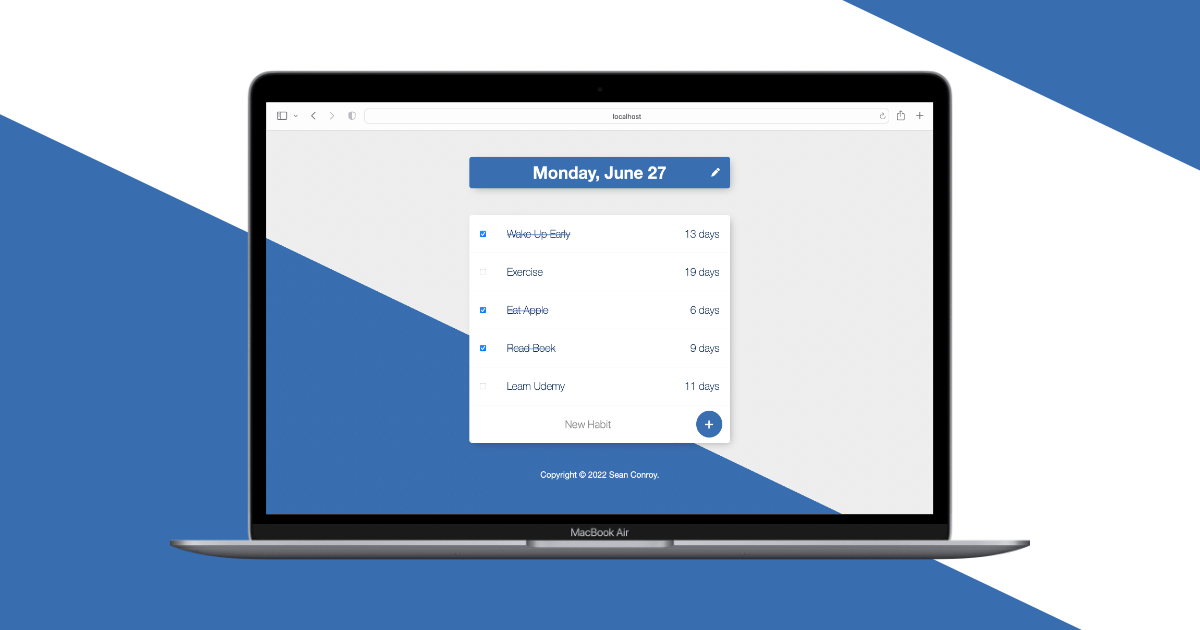 localhost
Monday, June 27
Wake Up Early 13 days
Exercise 19 days
Eat Apple 6 days
Read Book 9 days
Learn Udemy 11 days
New Habit
Copyright © 2022 Sean Conroy.
MacBook Air